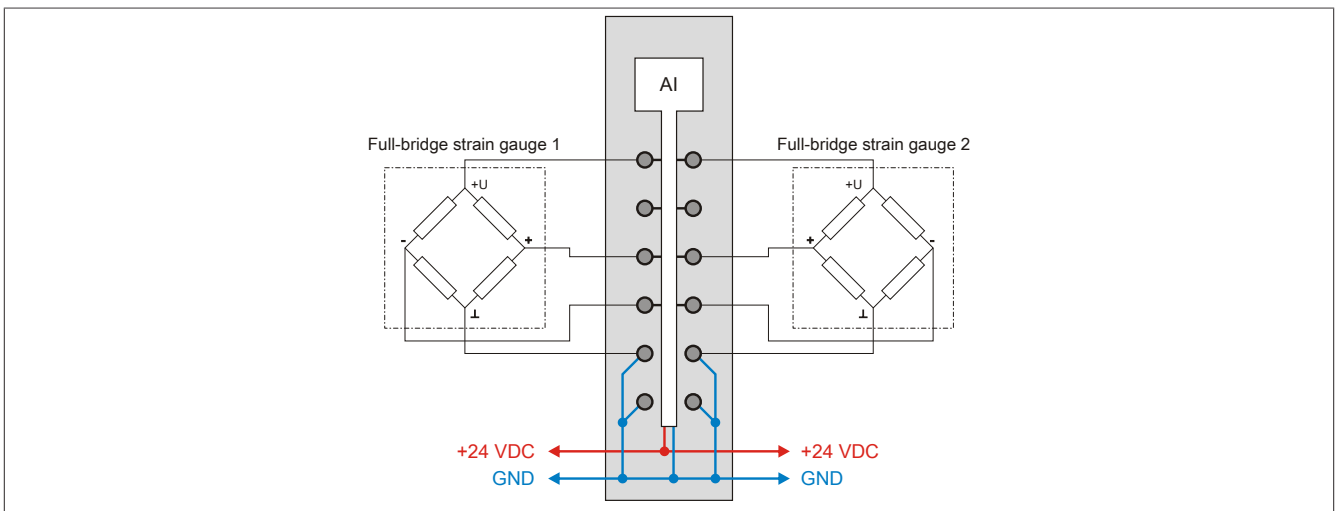 AI
Full-bridge strain gauge 1
Full-bridge strain gauge 2
+U
+U
-
+
+
-
⊥
⊥
+24 VDC
+24 VDC
GND
GND